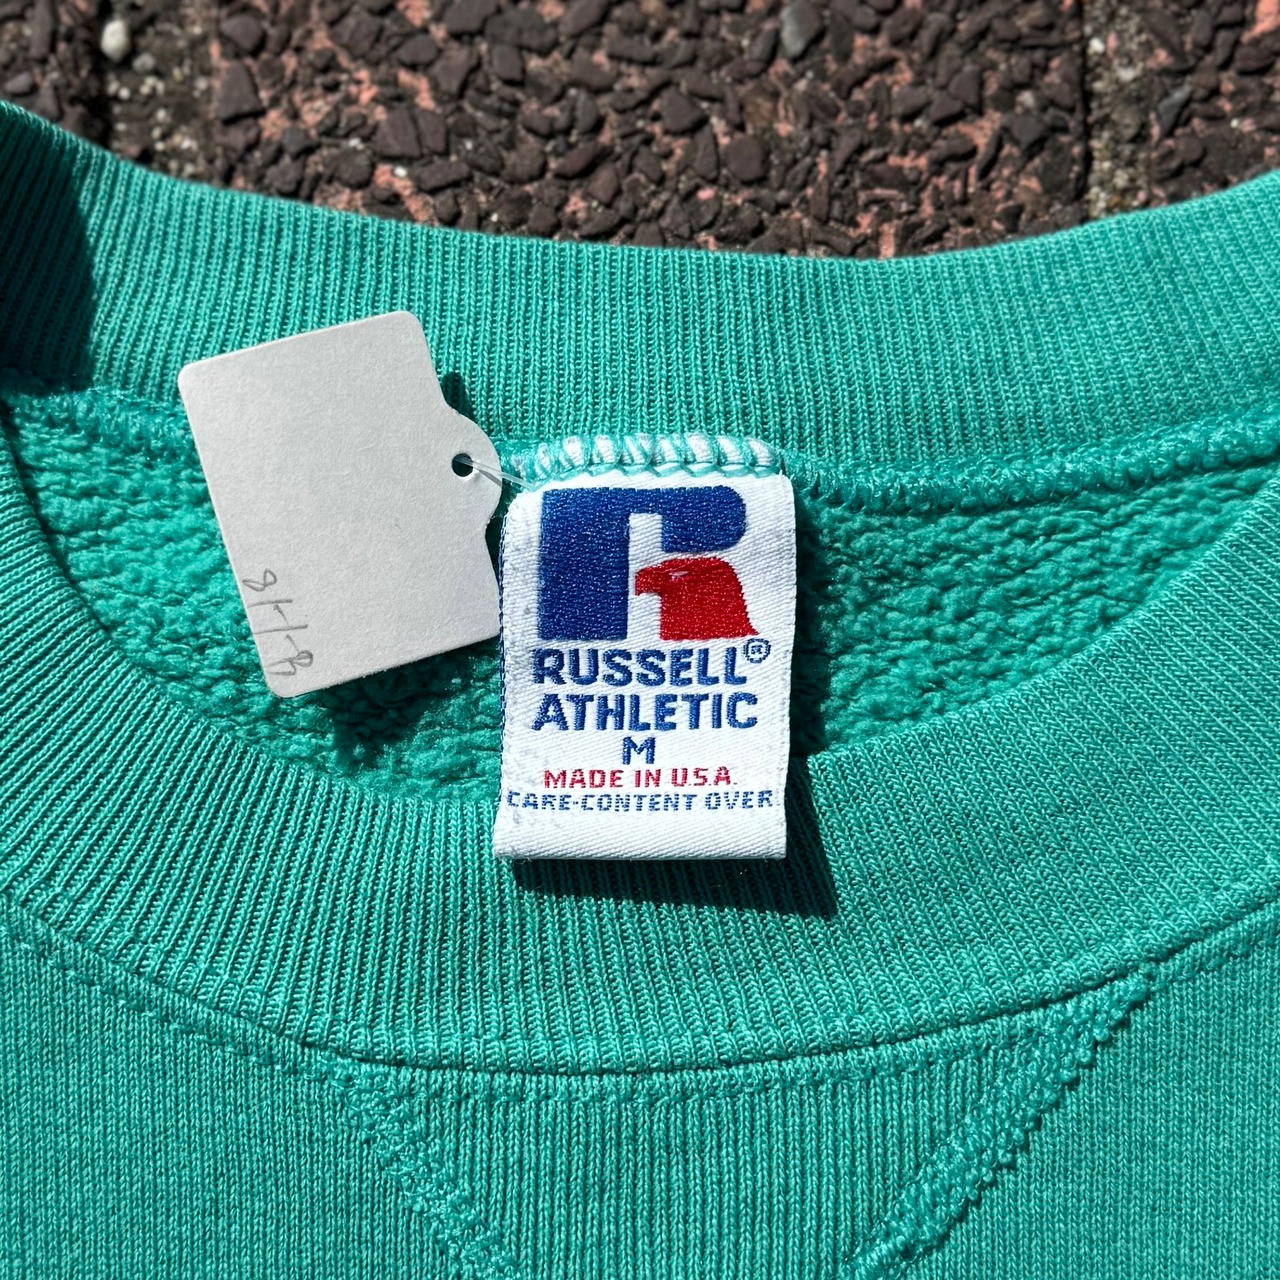 RUSSELL®
ATHLETIC
M
MADE IN U.S.A.
CARE-CONTENT OVER